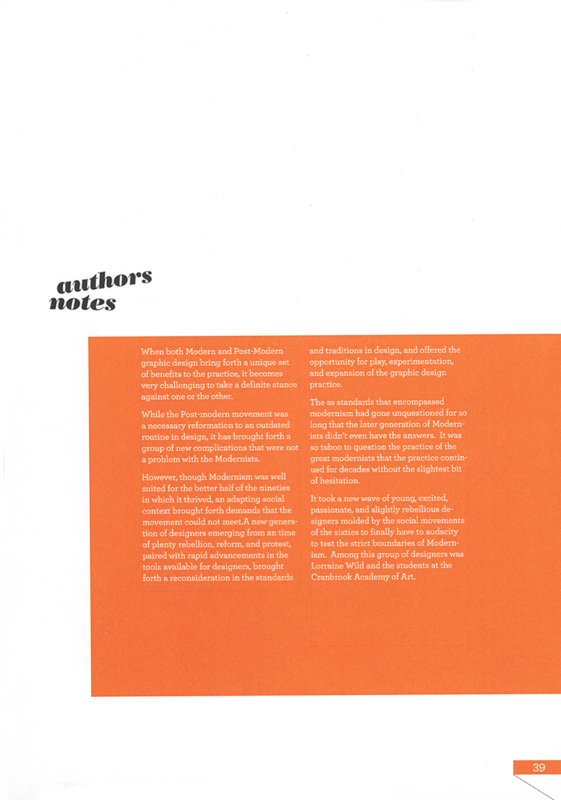 authors
notes
When both Modern and Post-Modern
graphic design bring forth a unique set
of benefits to the practice, it becomes
very challenging to take a definite stance
against one or the other.
While the Post-modern movement was
a necessary reformation to an outdated
routine in design, it has brought forth a
group of new complications that were not
a problem with the Modernists.
However, though Modernism was well
suited for the better half of the nineties
in which it thrived, an adapting social
context brought forth demands that the
movement could not meet.A new genera-
tion of designers emerging from an time
of plenty rebellion, reform, and protest,
paired with rapid advancements in the
tools available for designers, brought
forth a reconsideration in the standards
and traditions in design, and offered the
opportunity for play, experimentation,
and expansion of the graphic design
practice.
The as standards that encompassed
modernism had gone unquestioned for so
long that the later generation of Modern-
ists didn't even have the answers.  It was
so taboo to question the practice of the
great modernists that the practice contin-
ued for decades without the slightest bit
of hesitation.
It took a new wave of young, excited,
passionate, and slightly rebellious de-
signers molded by the social movements
of the sixties to finally have to audacity
to test the strict boundaries of Modern-
ism.  Among this group of designers was
Lorraine Wild and the students at the
Cranbrook Academy of Art.
39